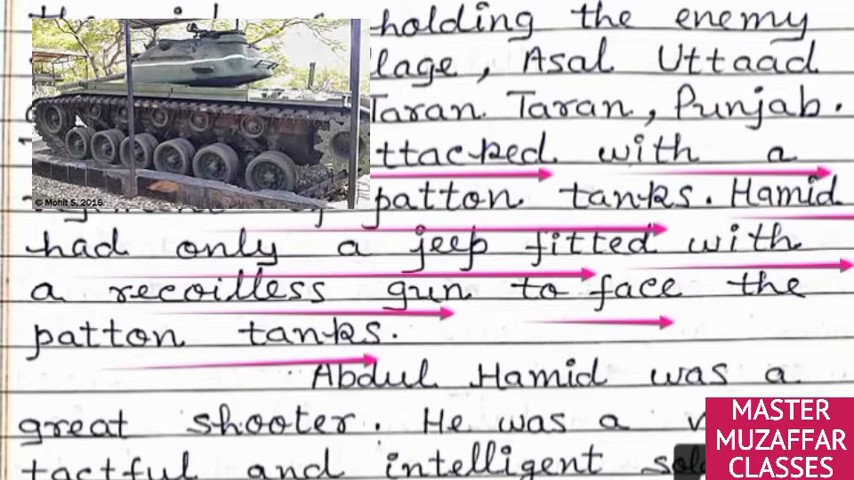 holding the enemy
lage, Asal Uttaad
Taran Taran, Punjab.
ttacked with a
patton tanks. Hamid
had only a jeep fitted with
a recoilless gun to face the
patton tanks.
Abdul Hamid was a
great shooter. He was a
tactful and intelligent
© Mohit S. 2016
MASTER
MUZAFFAR
CLASSES